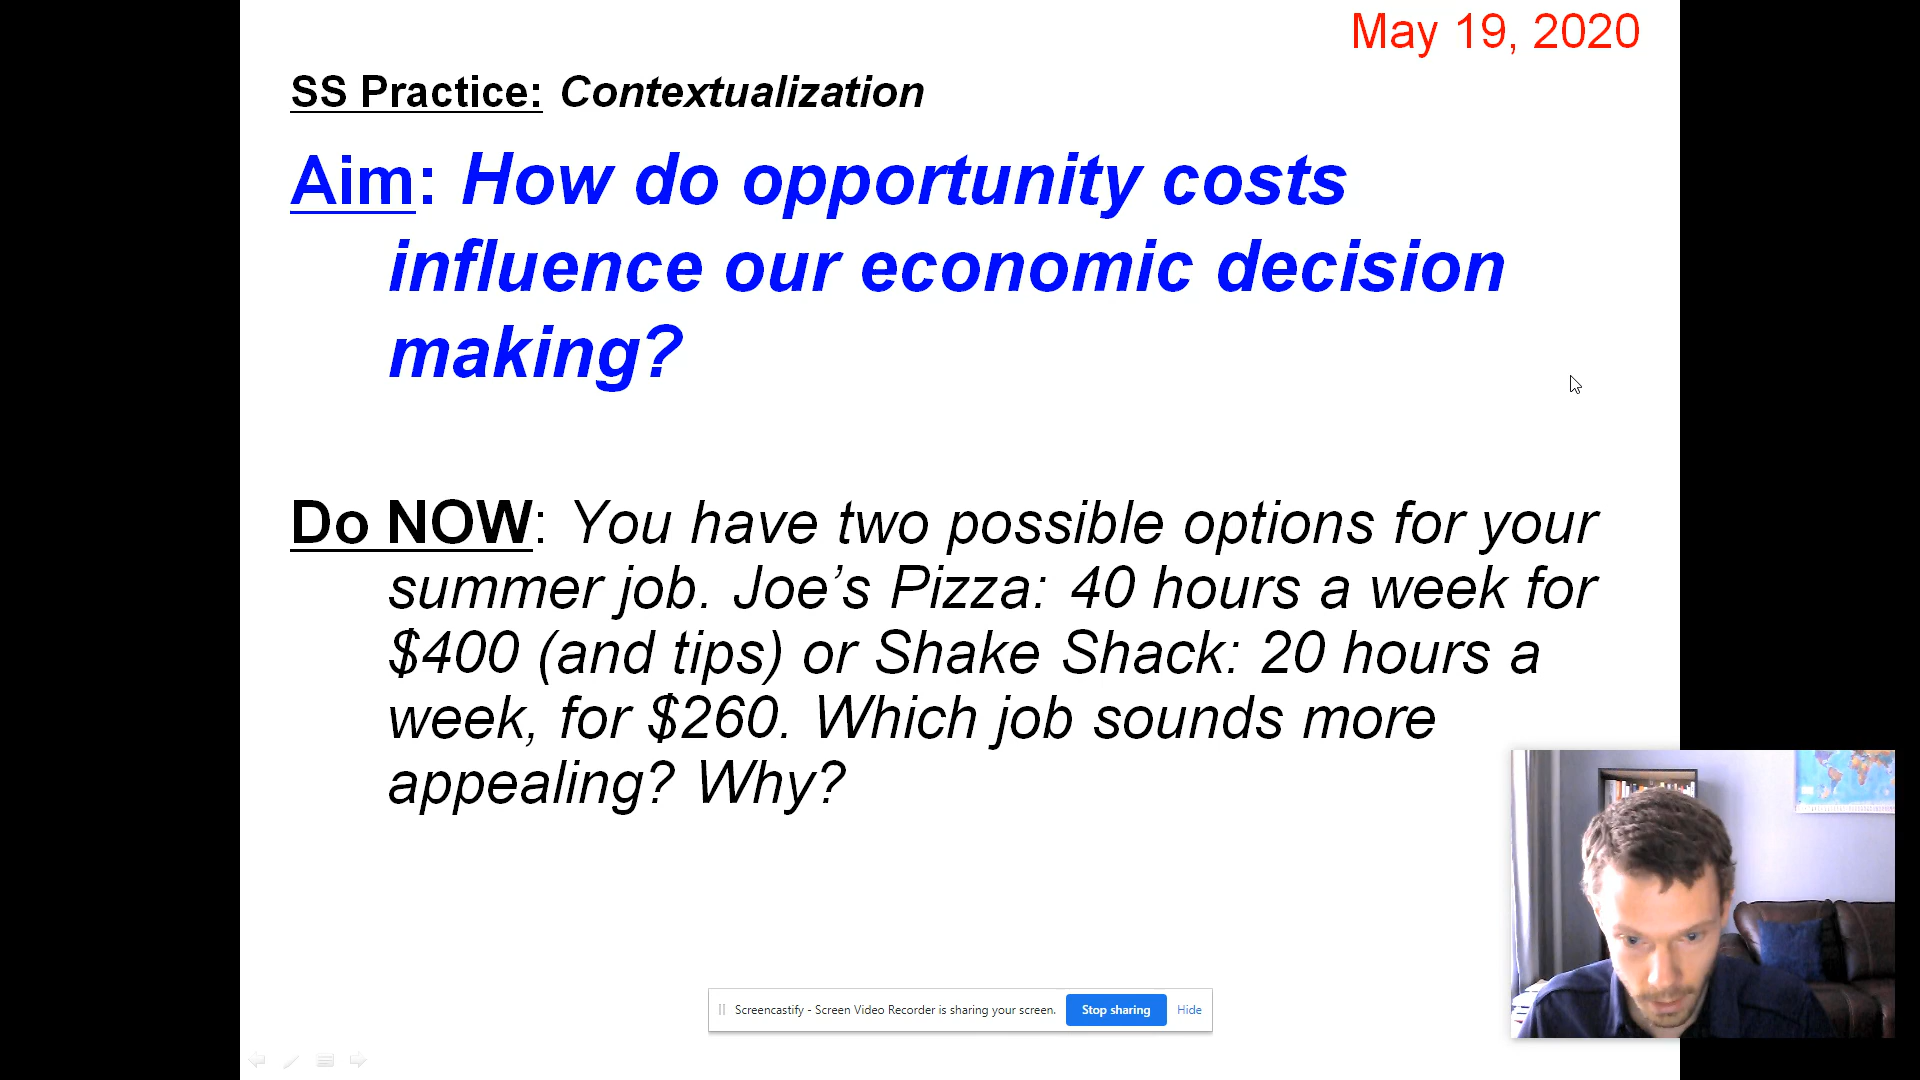 May 19, 2020
SS Practice: Contextualization
Aim: How do opportunity costs
influence our economic decision
making?
Do NOW: You have two possible options for your
summer job. Joe’s Pizza: 40 hours a week for
$400 (and tips) or Shake Shack: 20 hours a
week, for $260. Which job sounds more
appealing? Why?
Screencastify - Screen Video Recorder is sharing your screen. Stop sharing Hide